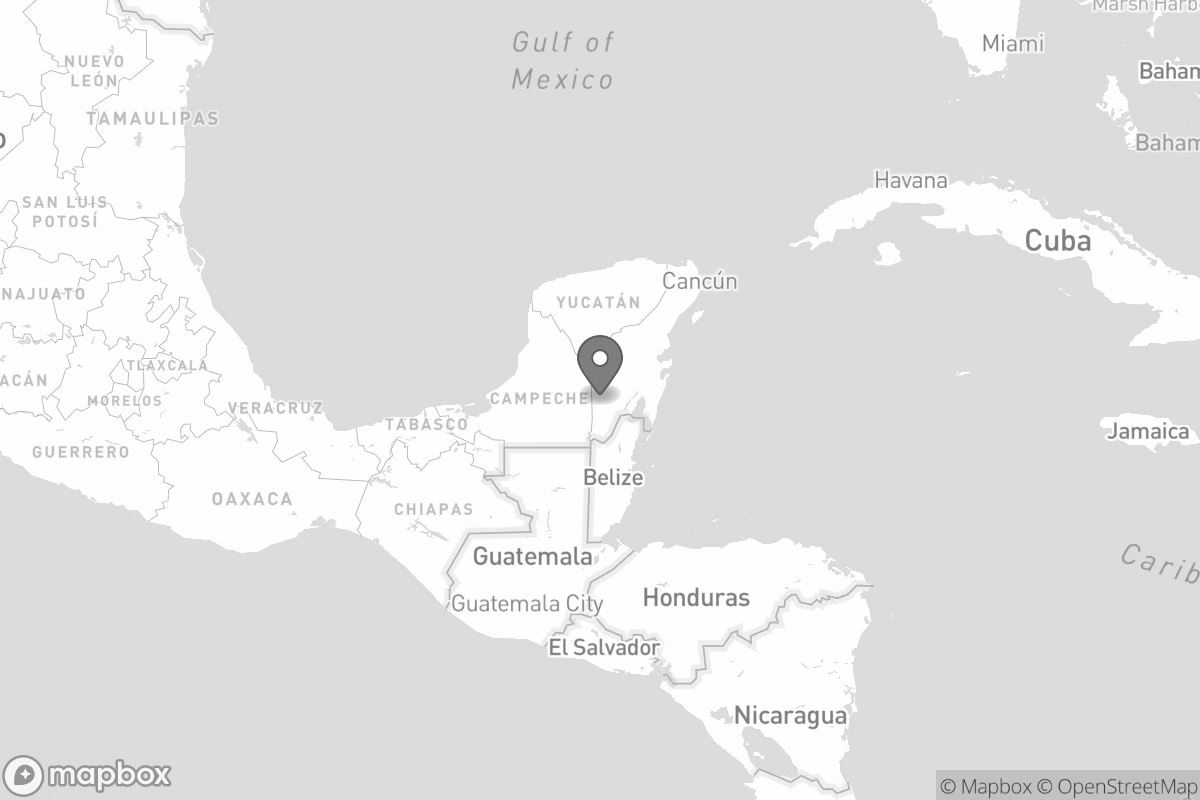 Marsh Harbo
Gulf of
Mexico
Miami
NUEVO
LEÓN
Baham
TAMAULIPAS
O
Baham
Havana
SAN LUIS
POTOSÍ
Cuba
Cancún
NAJUATO
YUCATÁN
TLAXCALA
ACÁN
MORELOS
CAMPECHE
VERACRUZ
TABASCO
Jamaica
GUERRERO
Belize
OAXACA
CHIAPAS
Guatemala
Carib
Honduras
Guatemala City
El Salvador
Nicaragua
mapbox
© Mapbox © OpenStreetMap